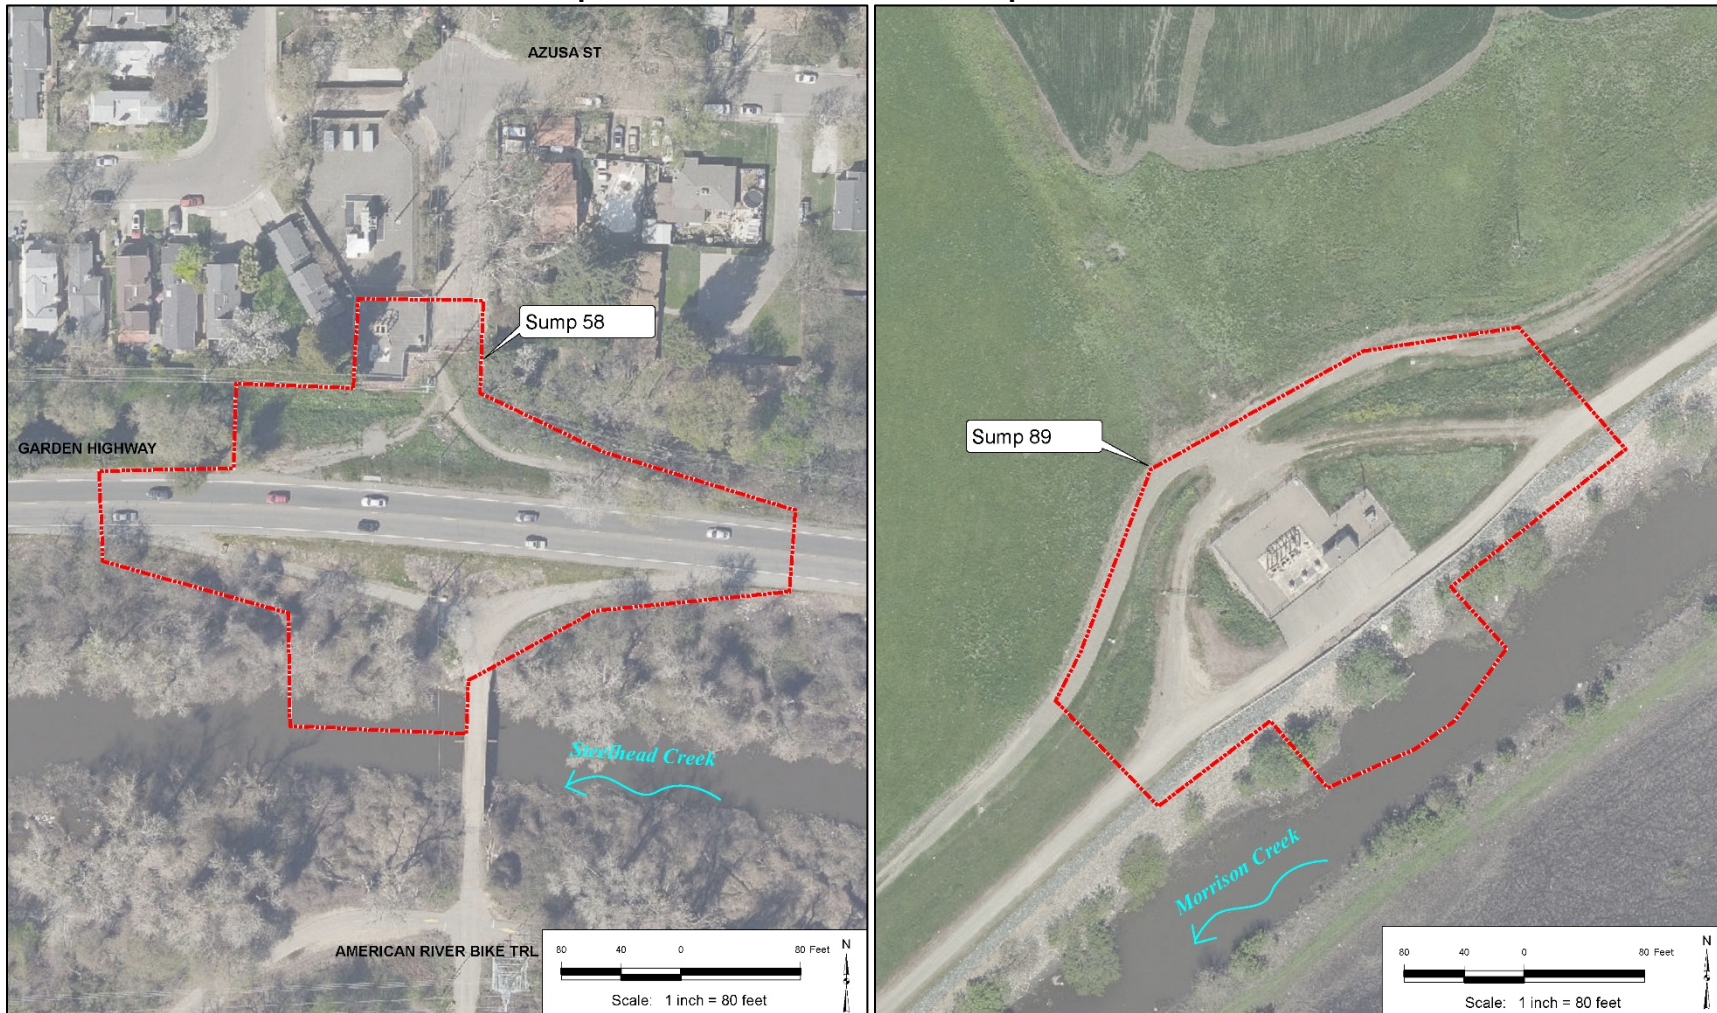 AZUSA ST
Sump 58
GARDEN HIGHWAY
Steelhead Creek
AMERICAN RIVER BIKE TRL
80 40 0 80 Feet
N
Scale: 1 inch = 80 feet
Sump 89
Morrison Creek
80 40 0 80 Feet
N
Scale: 1 inch = 80 feet